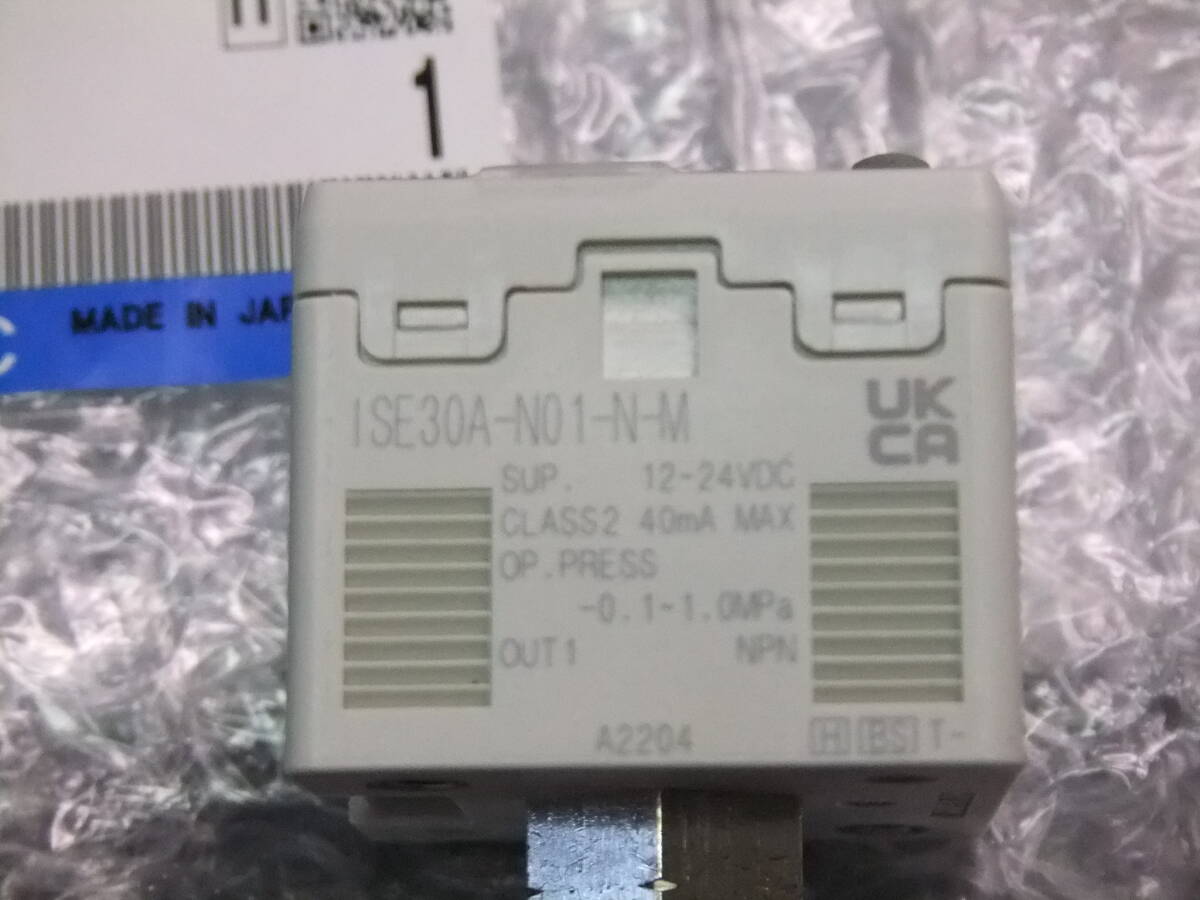 1
MADE IN JAP
ISE30A-N01-N-M
UK
CA
SUP. 12-24VDC
CLASS2 40mA MAX
OP.PRESS
-0.1~1.0MPa
OUT1 NPN
A2204
H BS T-